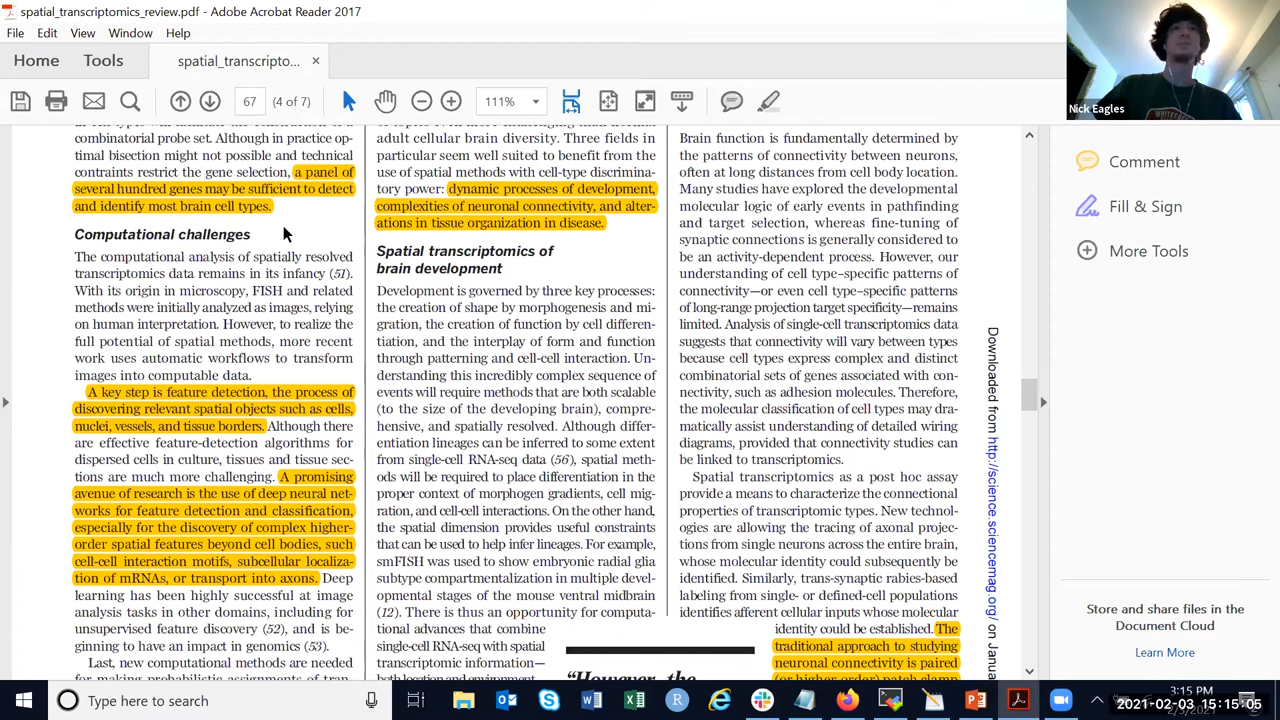 spatial_transcriptomics_review.pdf - Adobe Acrobat Reader 2017
File Edit View Window Help
Home Tools spatial_transcripto... ×
67 (4 of 7) 111%
Nick Eagles
combinatorial probe set. Although in practice op-
timal bisection might not possible and technical
contraints restrict the gene selection, a panel of
several hundred genes may be sufficient to detect
and identify most brain cell types.
Computational challenges
The computational analysis of spatially resolved
transcriptomics data remains in its infancy (51).
With its origin in microscopy, FISH and related
methods were initially analyzed as images, relying
on human interpretation. However, to realize the
full potential of spatial methods, more recent
work uses automatic workflows to transform
images into computable data.
A key step is feature detection, the process of
discovering relevant spatial objects such as cells,
nuclei, vessels, and tissue borders. Although there
are effective feature-detection algorithms for
dispersed cells in culture, tissues and tissue sec-
tions are much more challenging. A promising
avenue of research is the use of deep neural net-
works for feature detection and classification,
especially for the discovery of complex higher-
order spatial features beyond cell bodies, such
cell-cell interaction motifs, subcellular localiza-
tion of mRNAs, or transport into axons. Deep
learning has been highly successful at image
analysis tasks in other domains, including for
unsupervised feature discovery (52), and is be-
ginning to have an impact in genomics (53).
Last, new computational methods are needed
for making probabilistic assignments of tran-
adult cellular brain diversity. Three fields in
particular seem well suited to benefit from the
use of spatial methods with cell-type discrimina-
tory power: dynamic processes of development,
complexities of neuronal connectivity, and alter-
ations in tissue organization in disease.
Spatial transcriptomics of
brain development
Development is governed by three key processes:
the creation of shape by morphogenesis and mi-
gration, the creation of function by cell differen-
tiation, and the interplay of form and function
through patterning and cell-cell interaction. Un-
derstanding this incredibly complex sequence of
events will require methods that are both scalable
(to the size of the developing brain), compre-
hensive, and spatially resolved. Although differ-
entiation lineages can be inferred to some extent
from single-cell RNA-seq data (56), spatial meth-
ods will be required to place differentiation in the
proper context of morphogen gradients, cell mig-
ration, and cell-cell interactions. On the other hand,
the spatial dimension provides useful constraints
that can be used to help infer lineages. For example,
smFISH was used to show embryonic radial glia
subtype compartmentalization in multiple devel-
opmental stages of the mouse ventral midbrain
(12). There is thus an opportunity for computa-
tional advances that combine
single-cell RNA-seq with spatial
transcriptomic information—
both location and environment
“However, the
Brain function is fundamentally determined by
the patterns of connectivity between neurons,
often at long distances from cell body location.
Many studies have explored the developmental
molecular logic of early events in pathfinding
and target selection, whereas fine-tuning of
synaptic connections is generally considered to
be an activity-dependent process. However, our
understanding of cell type–specific patterns of
connectivity—or even cell type–specific patterns
of long-range projection target specificity—remains
limited. Analysis of single-cell transcriptomics data
suggests that connectivity will vary between types
because cell types express complex and distinct
combinatorial sets of genes associated with con-
nectivity, such as adhesion molecules. Therefore,
the molecular classification of cell types may dra-
matically assist understanding of detailed wiring
diagrams, provided that connectivity studies can
be linked to transcriptomics.
Spatial transcriptomics as a post hoc assay
provide a means to characterize the connectional
properties of transcriptomic types. New technol-
ogies are allowing the tracing of axonal projec-
tions from single neurons across the entire brain,
whose molecular identity could subsequently be
identified. Similarly, trans-synaptic rabies-based
labeling from single- or defined-cell populations
identifies afferent cellular inputs whose molecular
identity could be established. The
traditional approach to studying
neuronal connectivity is paired
(or higher-order) patch clamp
Downloaded from http://science.sciencemag.org/ on Janua
Comment
Fill & Sign
More Tools
Store and share files in the
Document Cloud
Learn More
Type here to search
3:15 PM
2021-02-03 15:15:05